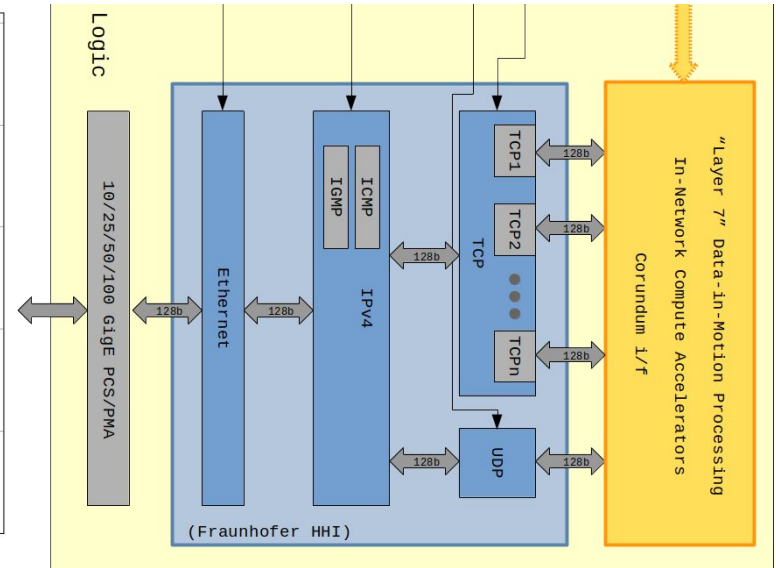 Logic
10/25/50/100 GigE PCS/PMA
128b
Ethernet
128b
IGMP
ICMP
IPv4
128b
128b
TCP
TCP1
TCP2
TCPn
UDP
128b
128b
128b
128b
"Layer 7" Data-in-Motion Processing
In-Network Compute Accelerators
Corundum i/f
(Fraunhofer HHI)